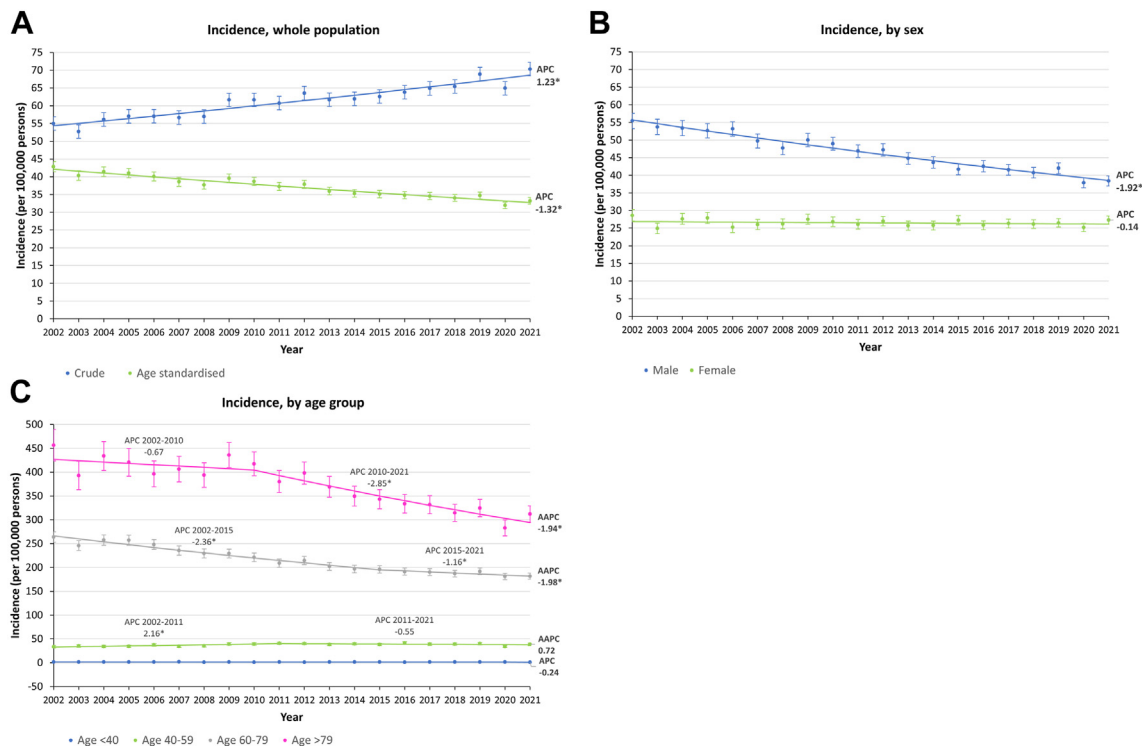 A
Incidence, whole population
Incidence (per 100,000 persons)
75
70
65
60
55
50
45
40
35
30
25
20
15
10
5
0
APC
1.23*
APC
-1.32*
2002 2003 2004 2005 2006 2007 2008 2009 2010 2011 2012 2013 2014 2015 2016 2017 2018 2019 2020 2021
Year
Crude Age standardised
B
Incidence, by sex
Incidence (per 100,000 persons)
75
70
65
60
55
50
45
40
35
30
25
20
15
10
5
0
APC
-1.92*
APC
-0.14
2002 2003 2004 2005 2006 2007 2008 2009 2010 2011 2012 2013 2014 2015 2016 2017 2018 2019 2020 2021
Year
Male Female
C
Incidence, by age group
Incidence (per 100,000 persons)
500
450
400
350
300
250
200
150
100
50
0
-50
APC 2002-2010
-0.67
APC 2010-2021
-2.85*
AAPC
-1.94*
APC 2002-2015
-2.36*
APC 2015-2021
-1.16*
AAPC
-1.98*
APC 2002-2011
2.16*
APC 2011-2021
-0.55
AAPC
0.72
APC
-0.24
2002 2003 2004 2005 2006 2007 2008 2009 2010 2011 2012 2013 2014 2015 2016 2017 2018 2019 2020 2021
Year
Age <40 Age 40-59 Age 60-79 Age >79